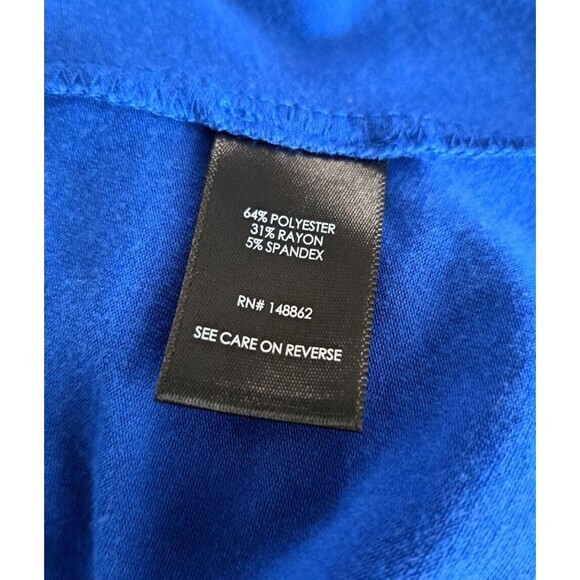 64% POLYESTER
31% RAYON
5% SPANDEX
RN# 148862
SEE CARE ON REVERSE